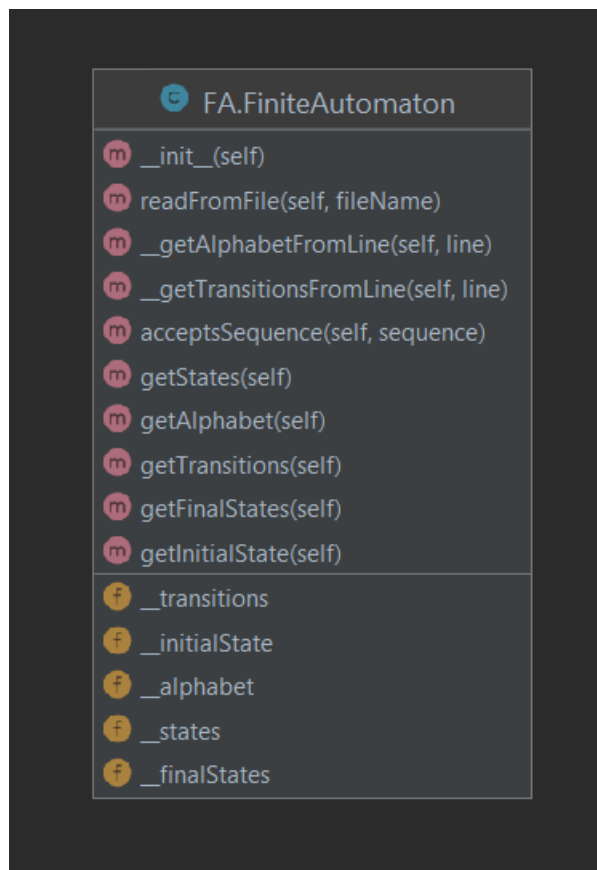 C FA.FiniteAutomaton
m __init__(self)
m readFromFile(self, fileName)
m __getAlphabetFromLine(self, line)
m __getTransitionsFromLine(self, line)
m acceptsSequence(self, sequence)
m getStates(self)
m getAlphabet(self)
m getTransitions(self)
m getFinalStates(self)
m getInitialState(self)
f __transitions
f __initialState
f __alphabet
f __states
f __finalStates